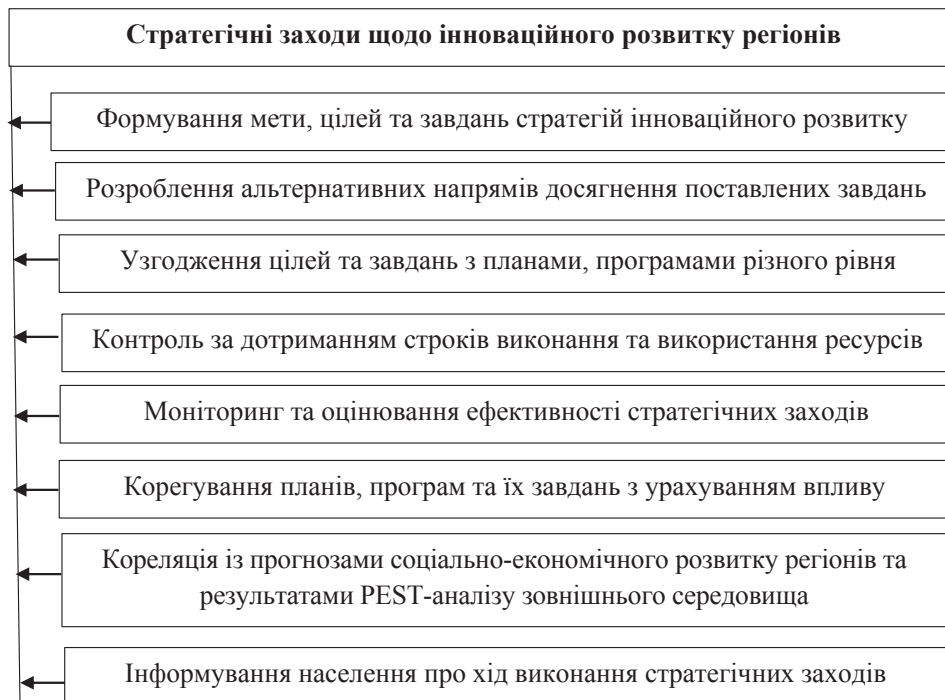 Стратегічні заходи щодо інноваційного розвитку регіонів
Формування мети, цілей та завдань стратегій інноваційного розвитку
Розроблення альтернативних напрямів досягнення поставлених завдань
Узгодження цілей та завдань з планами, програмами різного рівня
Контроль за дотриманням строків виконання та використання ресурсів
Моніторинг та оцінювання ефективності стратегічних заходів
Корегування планів, програм та їх завдань з урахуванням впливу
Кореляція із прогнозами соціально-економічного розвитку регіонів та
результатами PEST-аналізу зовнішнього середовища
Інформування населення про хід виконання стратегічних заходів